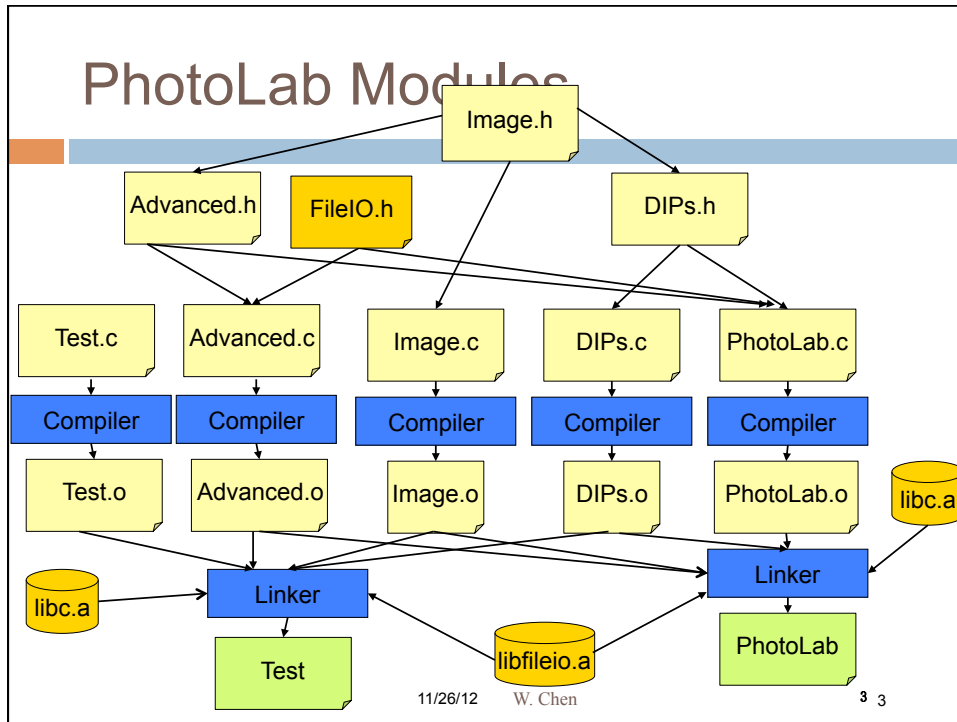 PhotoLab Modules
Image.h
Advanced.h
FileIO.h
DIPs.h
Test.c
Advanced.c
Image.c
DIPs.c
PhotoLab.c
Compiler
Compiler
Compiler
Compiler
Compiler
Test.o
Advanced.o
Image.o
DIPs.o
PhotoLab.o
libc.a
Linker
Linker
libc.a
libfileio.a
Test
PhotoLab
11/26/12 W. Chen 3 3